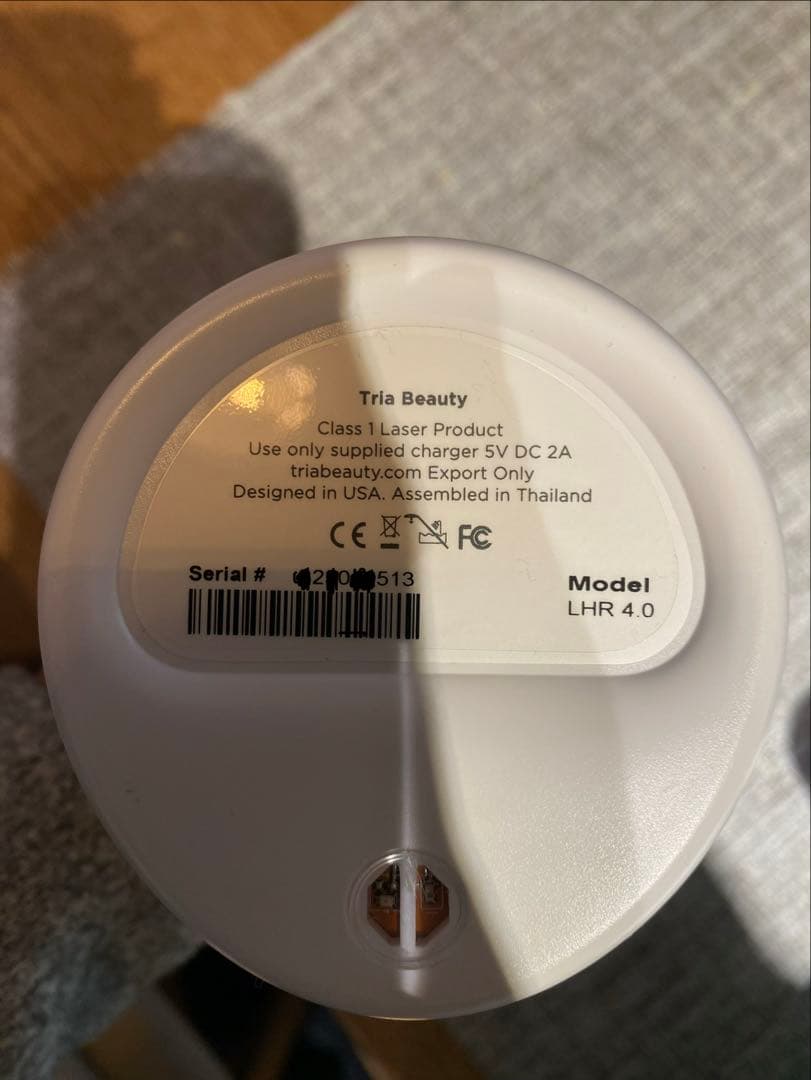 Tria Beauty
Class 1 Laser Product
Use only supplied charger 5V DC 2A
triabeauty.com Export Only
Designed in USA. Assembled in Thailand
CE FC
Serial #
Model
LHR 4.0